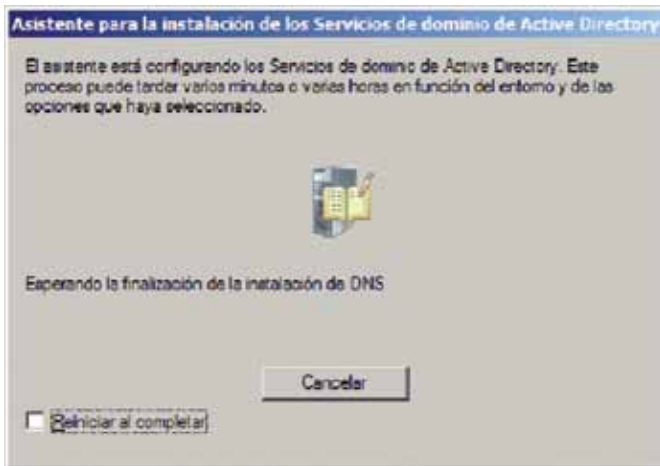 Asistente para la instalación de los Servicios de dominio de Active Directory
El asistente está configurando los Servicios de dominio de Active Directory. Este
proceso puede tardar varios minutos o varias horas en función del entorno y de las
opciones que haya seleccionado.
Esperando la finalización de la instalación de DNS
Cancelar
Reiniciar al completar